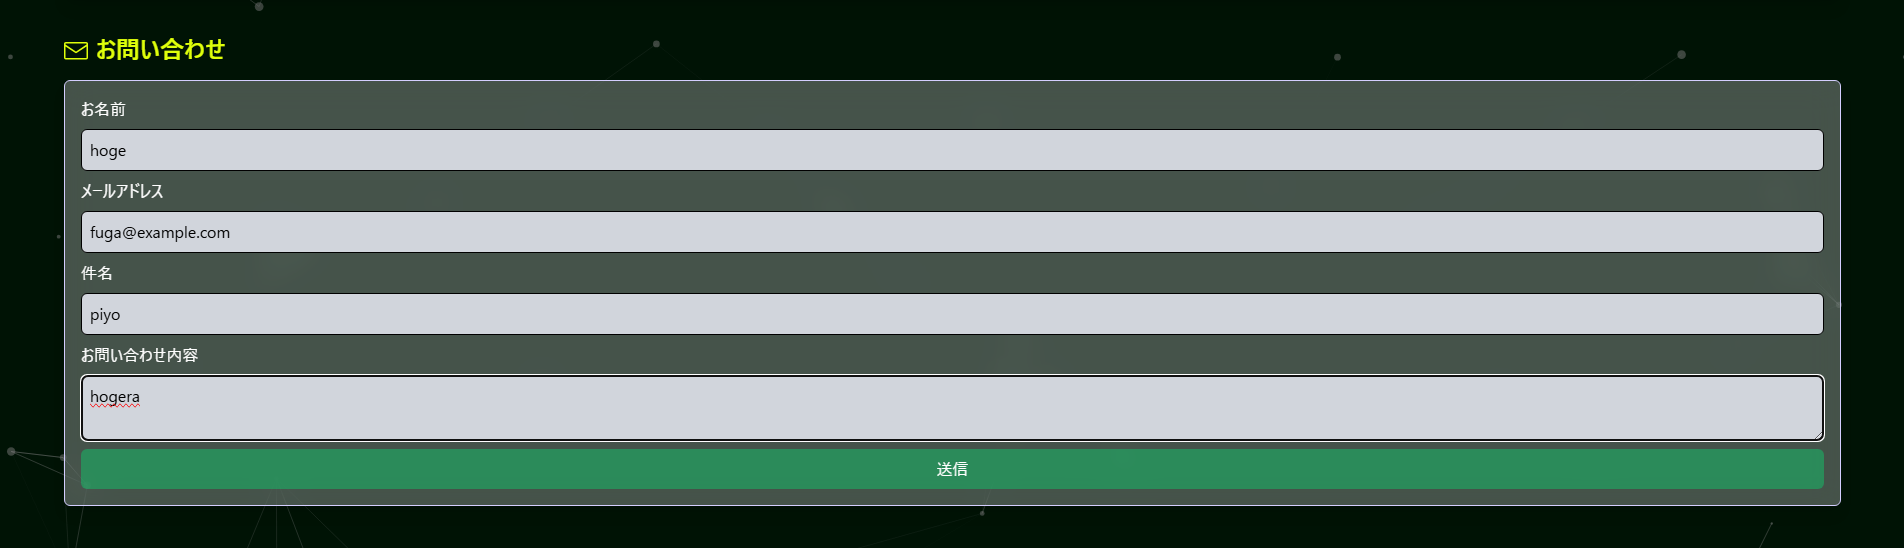 お問い合わせ
お名前
hoge
メールアドレス
fuga@example.com
件名
piyo
お問い合わせ内容
hogera
送信